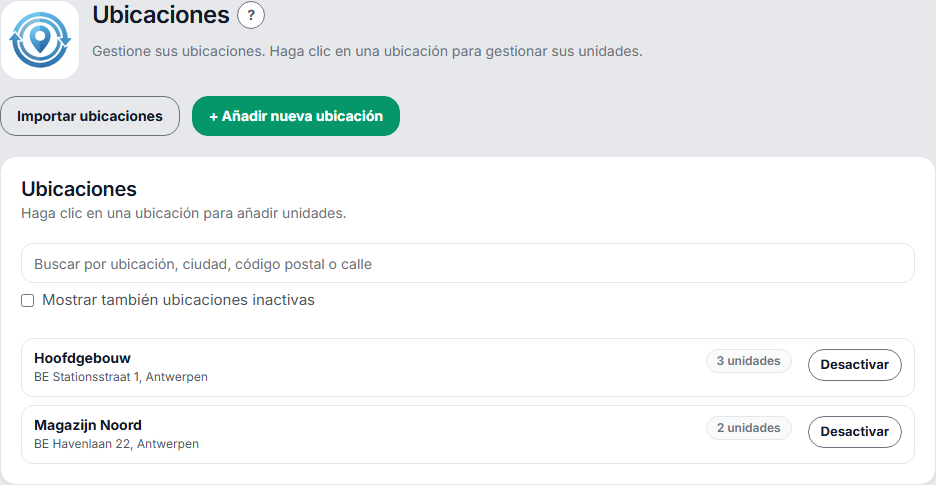 Ubicaciones ?
Gestione sus ubicaciones. Haga clic en una ubicación para gestionar sus unidades.
Importar ubicaciones
+ Añadir nueva ubicación
Ubicaciones
Haga clic en una ubicación para añadir unidades.
Buscar por ubicación, ciudad, código postal o calle
Mostrar también ubicaciones inactivas
Hoofdgebouw
BE Stationsstraat 1, Antwerpen
3 unidades
Desactivar
Magazijn Noord
BE Havenlaan 22, Antwerpen
2 unidades
Desactivar